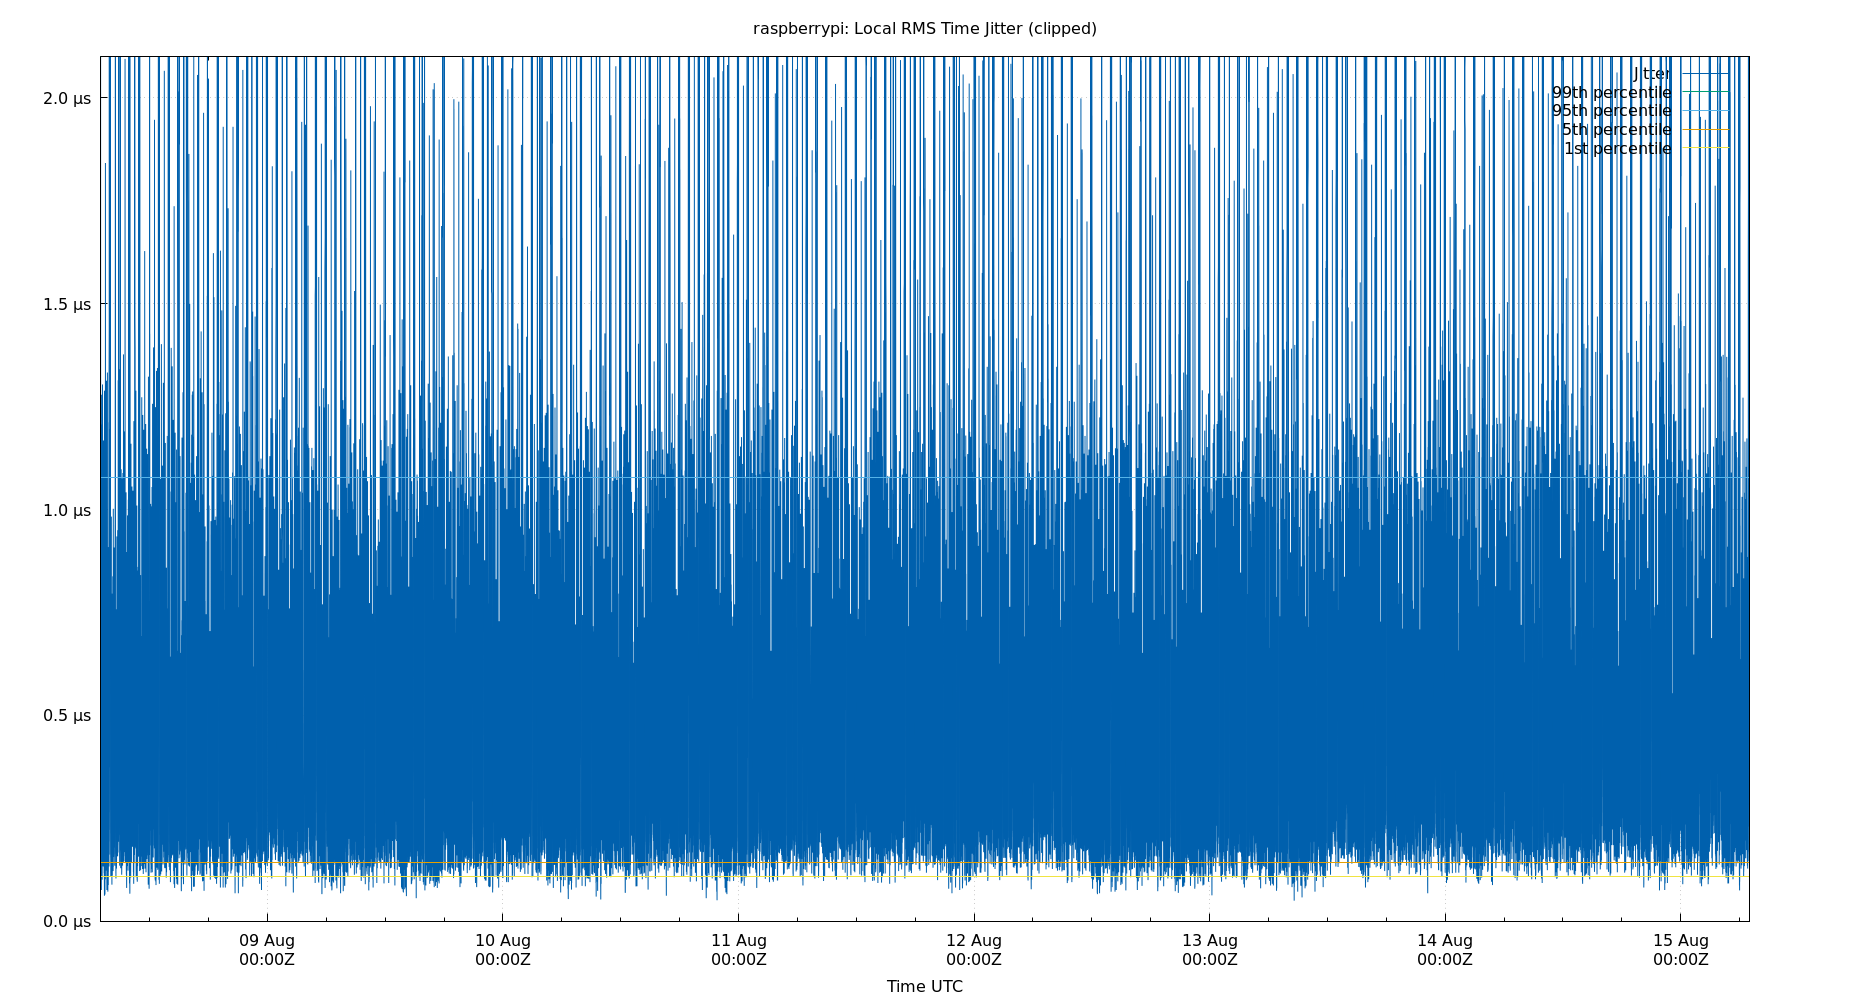 raspberrypi: Local RMS Time Jitter (clipped)
Jitter
99th percentile
95th percentile
5th percentile
1st percentile
2.0 µs
1.5 µs
1.0 µs
0.5 µs
0.0 µs
09 Aug 10 Aug 11 Aug 12 Aug 13 Aug 14 Aug 15 Aug
00:00Z 00:00Z 00:00Z 00:00Z 00:00Z 00:00Z 00:00Z
Time UTC